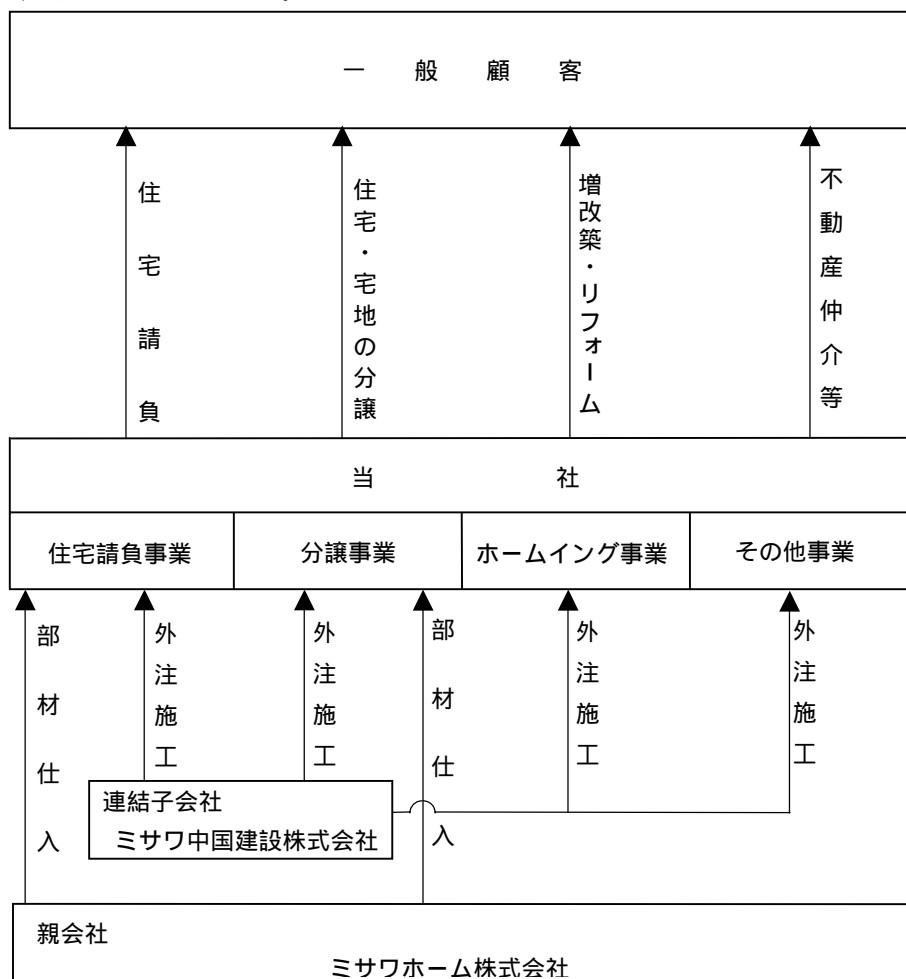 一般顧客
住宅請負
住宅・宅地の分譲
増改築・リフォーム
不動産仲介等
当社
住宅請負事業
分譲事業
ホームイング事業
その他事業
部材仕入
外注施工
外注施工
部材仕入
外注施工
外注施工
連結子会社
ミサワ中国建設株式会社
親会社
ミサワホーム株式会社